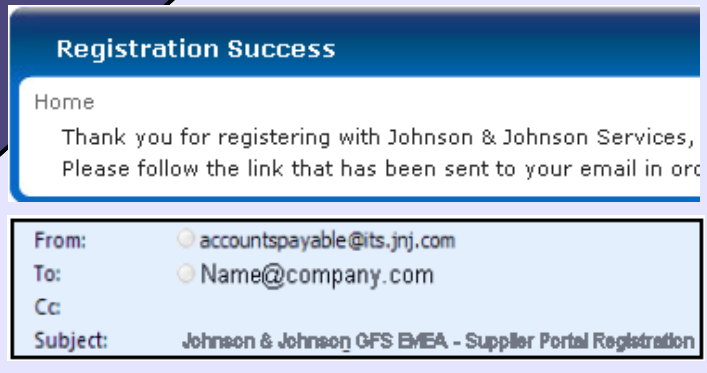 Registration Success
Home
Thank you for registering with Johnson & Johnson Services,
Please follow the link that has been sent to your email in
From: accountspayable@its.jnj.com
To: Name@company.com
Cc:
Subject: Johnson & Johnson GFS EMEA - Supplier Portal Registration